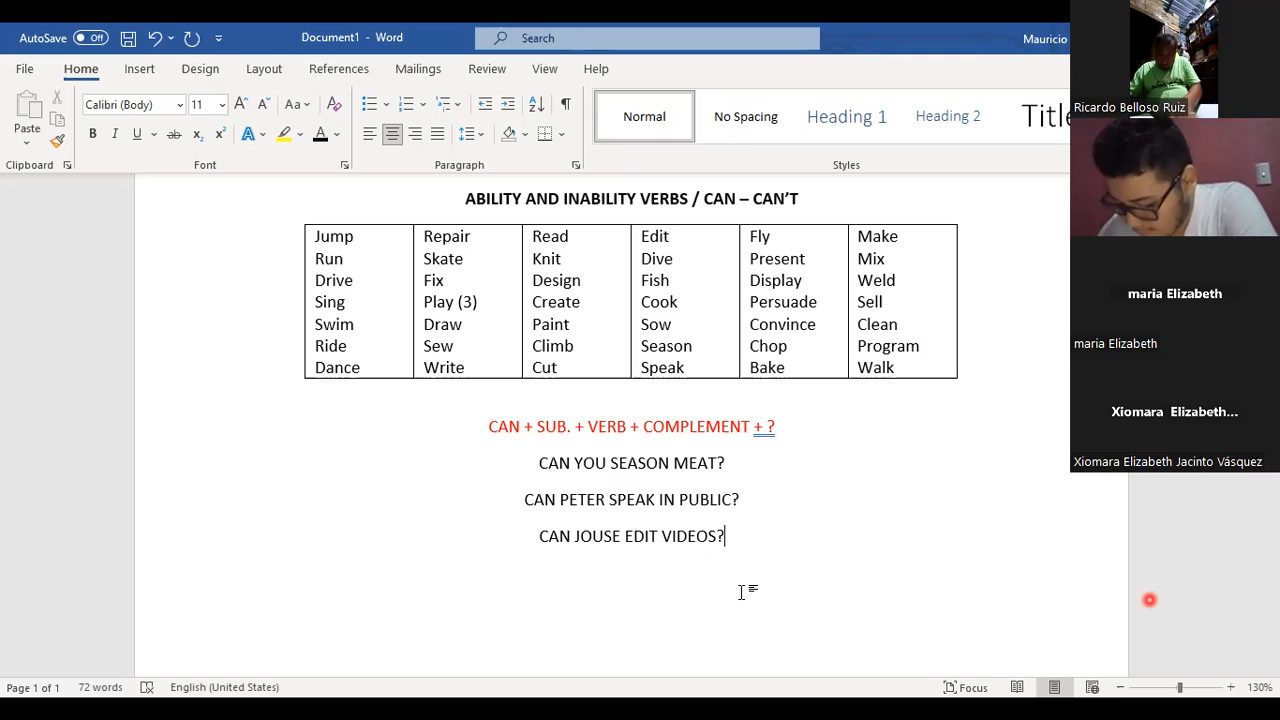 AutoSave Off Document1 - Word Search Mauricio
File Home Insert Design Layout References Mailings Review View Help
Paste Calibri (Body) 11 Normal No Spacing Heading 1 Heading 2 Title
Clipboard Font Paragraph Styles
ABILITY AND INABILITY VERBS / CAN – CAN'T
Jump Repair Read Edit Fly Make
Run Skate Knit Dive Present Mix
Drive Fix Design Fish Display Weld
Sing Play (3) Create Cook Persuade Sell
Swim Draw Paint Sow Convince Clean
Ride Sew Climb Season Chop Program
Dance Write Cut Speak Bake Walk
CAN + SUB. + VERB + COMPLEMENT + ?
CAN YOU SEASON MEAT?
CAN PETER SPEAK IN PUBLIC?
CAN JOUSE EDIT VIDEOS?
Page 1 of 1 72 words English (United States) Focus 130%
Ricardo Belloso Ruiz
maria Elizabeth
maria Elizabeth
Xiomara Elizabeth...
Xiomara Elizabeth Jacinto Vásquez